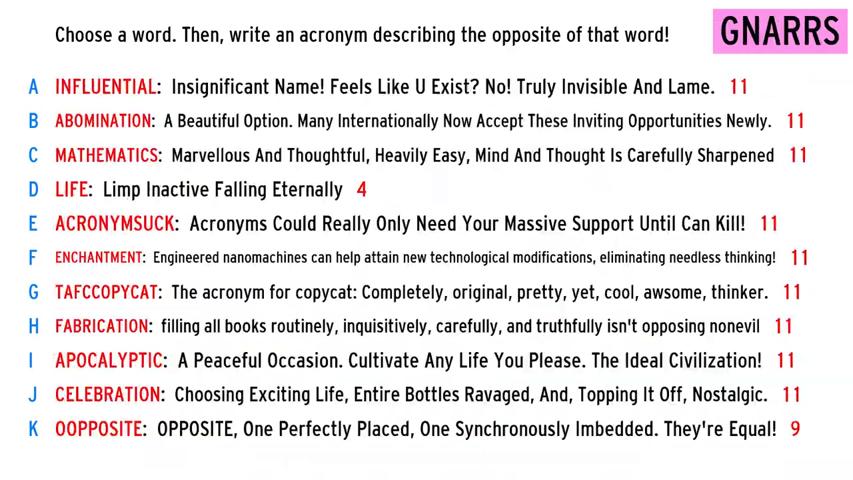 Choose a word. Then, write an acronym describing the opposite of that word!
GNARRS
A INFLUENTIAL: Insignificant Name! Feels Like U Exist? No! Truly Invisible And Lame. 11
B ABOMINATION: A Beautiful Option. Many Internationally Now Accept These Inviting Opportunities Newly. 11
C MATHEMATICS: Marvellous And Thoughtful, Heavily Easy, Mind And Thought Is Carefully Sharpened 11
D LIFE: Limp Inactive Falling Eternally 4
E ACRONYMSUCK: Acronyms Could Really Only Need Your Massive Support Until Can Kill! 11
F ENCHANTMENT: Engineered nanomachines can help attain new technological modifications, eliminating needless thinking! 11
G TAFCCOPYCAT: The acronym for copycat: Completely, original, pretty, yet, cool, awsome, thinker. 11
H FABRICATION: filling all books routinely, inquisitively, carefully, and truthfully isn't opposing nonevil 11
I APOCALYPTIC: A Peaceful Occasion. Cultivate Any Life You Please. The Ideal Civilization! 11
J CELEBRATION: Choosing Exciting Life, Entire Bottles Ravaged, And, Topping It Off, Nostalgic. 11
K OOPPOSITE: OPPOSITE, One Perfectly Placed, One Synchronously Imbedded. They're Equal! 9